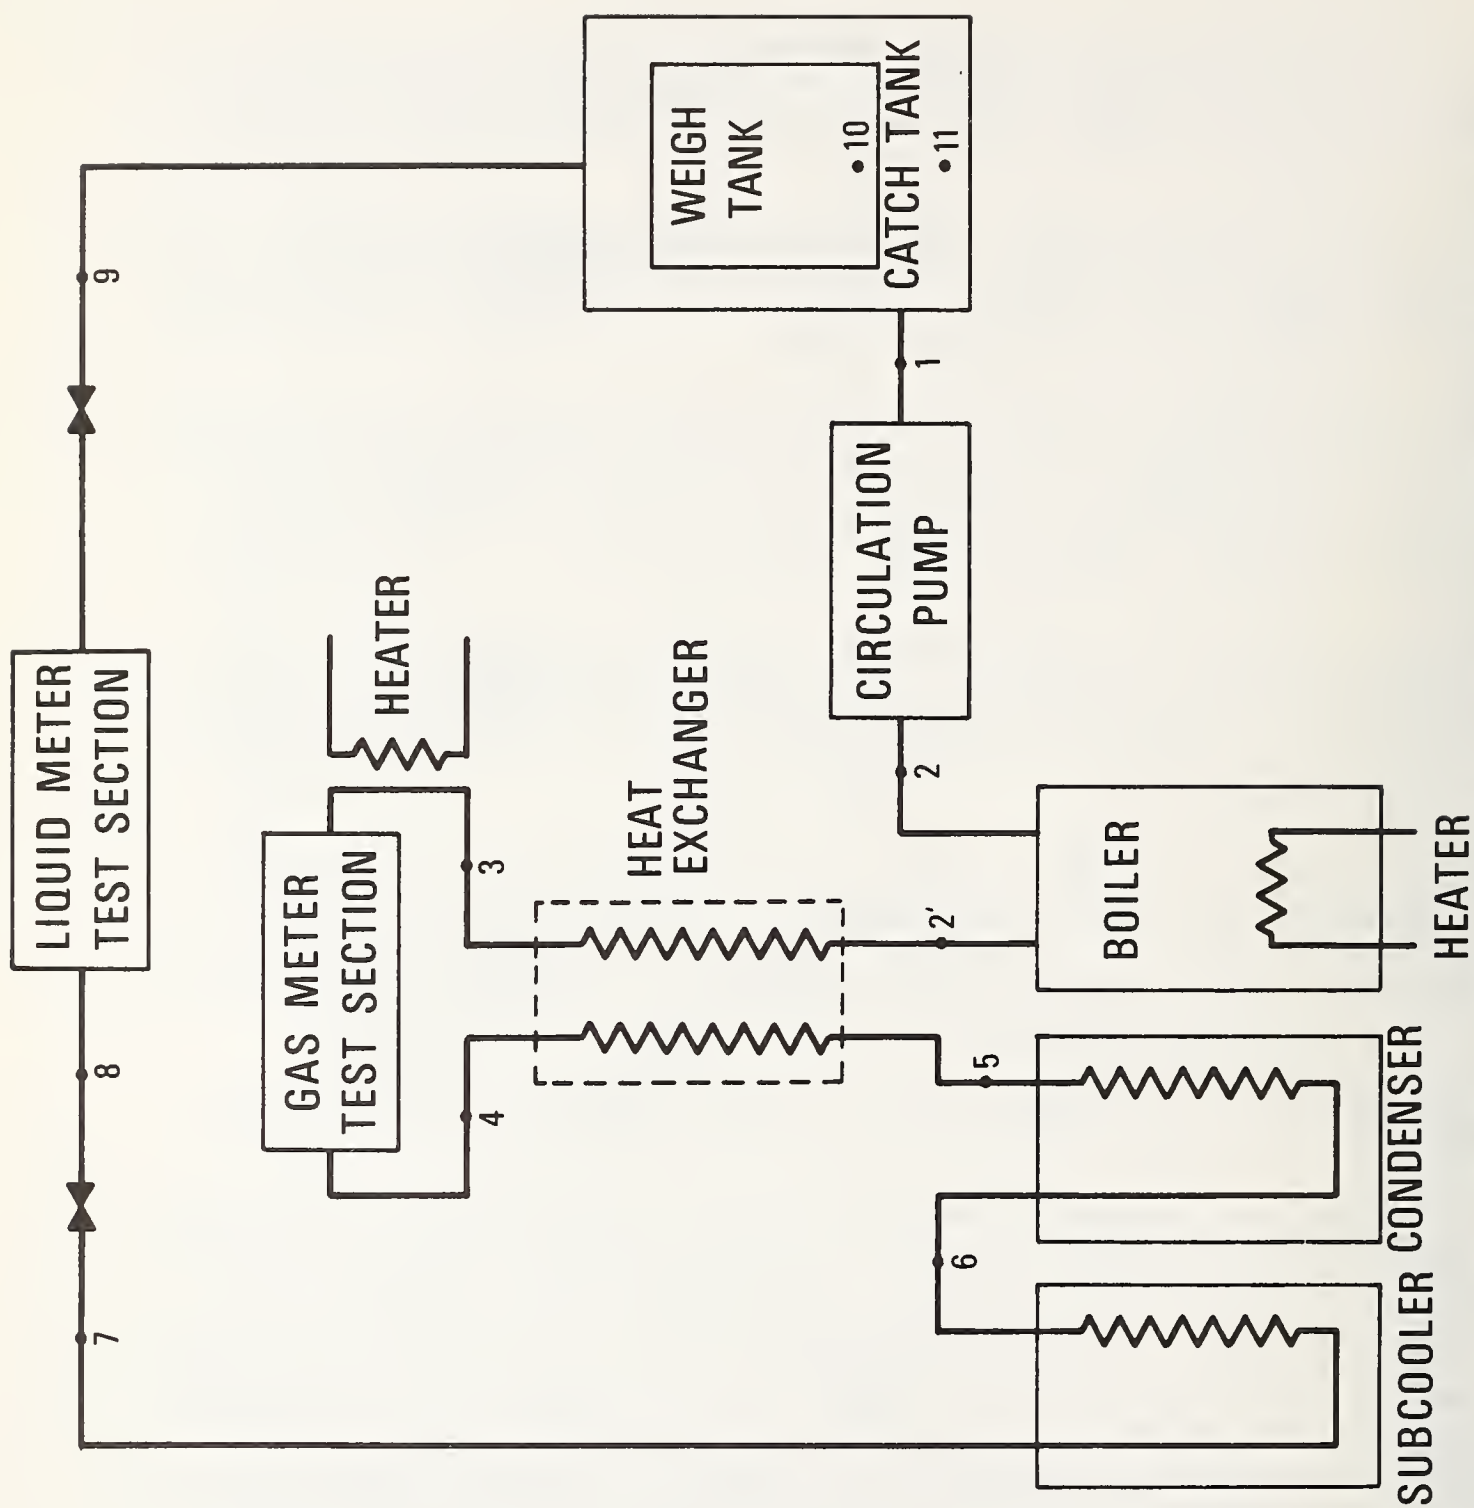 LIQUID METER
TEST SECTION
7
8
9
GAS METER
TEST SECTION
HEATER
4
3
HEAT
EXCHANGER
WEIGH
TANK
10
CATCH TANK
11
CIRCULATION
PUMP
1
2
2'
5
6
BOILER
HEATER
CONDENSER
SUBCOOLER